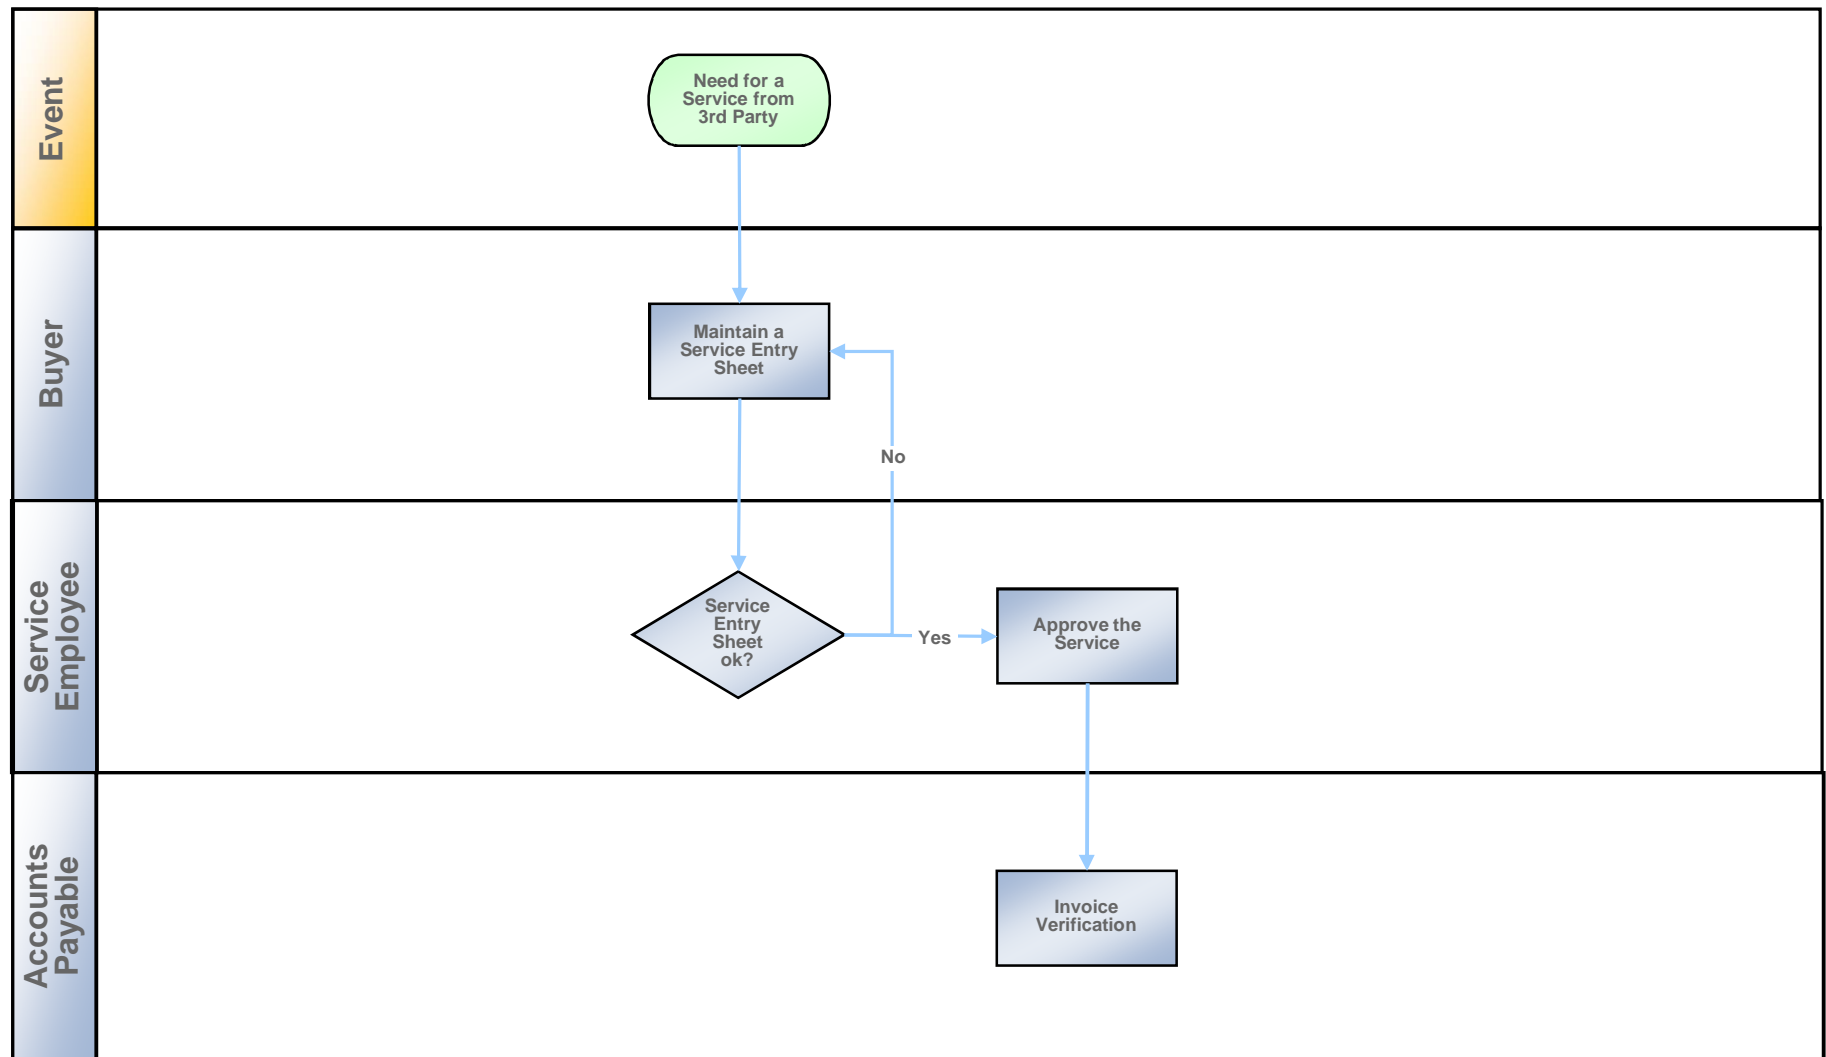 Event
Need for a
Service from
3rd Party
Buyer
Maintain a
Service Entry
Sheet
No
Service
Employee
Service
Entry
Sheet
ok?
Yes
Approve the
Service
Accounts
Payable
Invoice
Verification